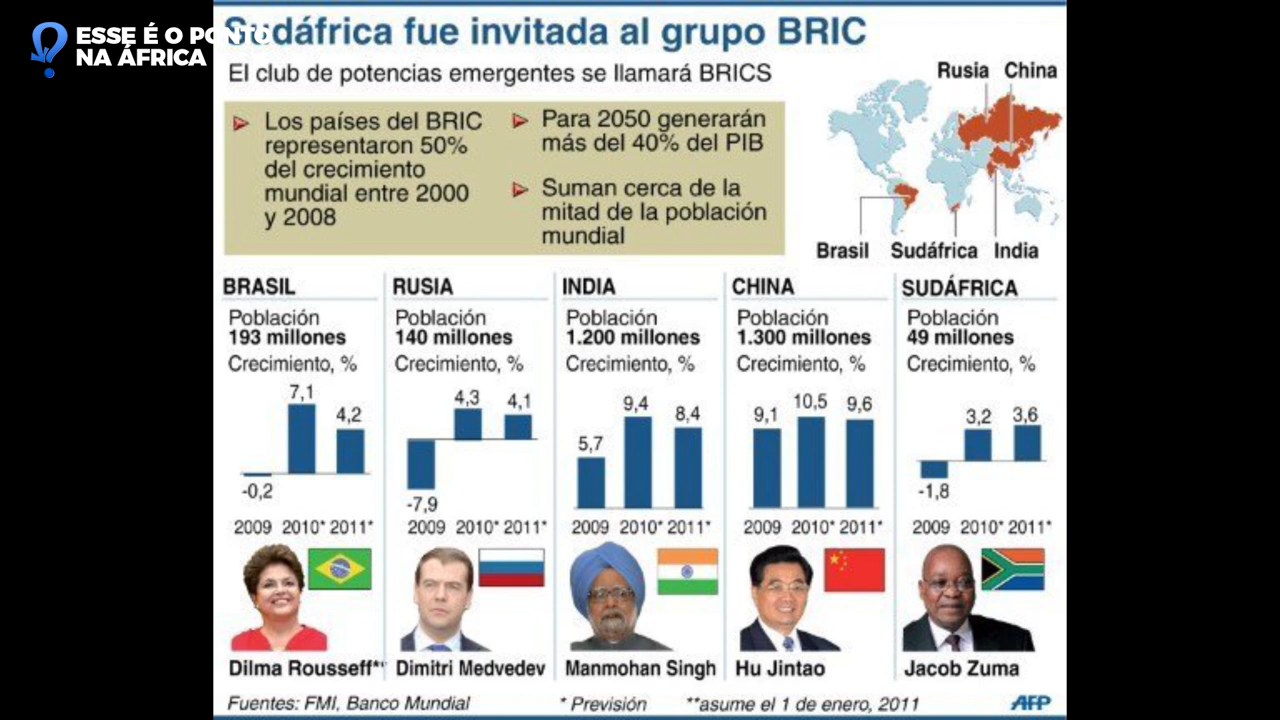 ESSE É O PONTO
NA ÁFRICA
Sudáfrica fue invitada al grupo BRIC
El club de potencias emergentes se llamará BRICS
Los países del BRIC
representaron 50%
del crecimiento
mundial entre 2000
y 2008
Para 2050 generarán
más del 40% del PIB
Suman cerca de la
mitad de la población
mundial
Rusia China
Brasil Sudáfrica India
BRASIL
Población
193 millones
Crecimiento, %
-0,2
7,1
4,2
2009 2010* 2011*
Dilma Rousseff**
RUSIA
Población
140 millones
Crecimiento, %
-7,9
4,3
4,1
2009 2010* 2011*
Dimitri Medvedev
INDIA
Población
1.200 millones
Crecimiento, %
5,7
9,4
8,4
2009 2010* 2011*
Manmohan Singh
CHINA
Población
1.300 millones
Crecimiento, %
9,1
10,5
9,6
2009 2010* 2011*
Hu Jintao
SUDÁFRICA
Población
49 millones
Crecimiento, %
-1,8
3,2
3,6
2009 2010* 2011*
Jacob Zuma
Fuentes: FMI, Banco Mundial
* Previsión
**asume el 1 de enero, 2011
AFP